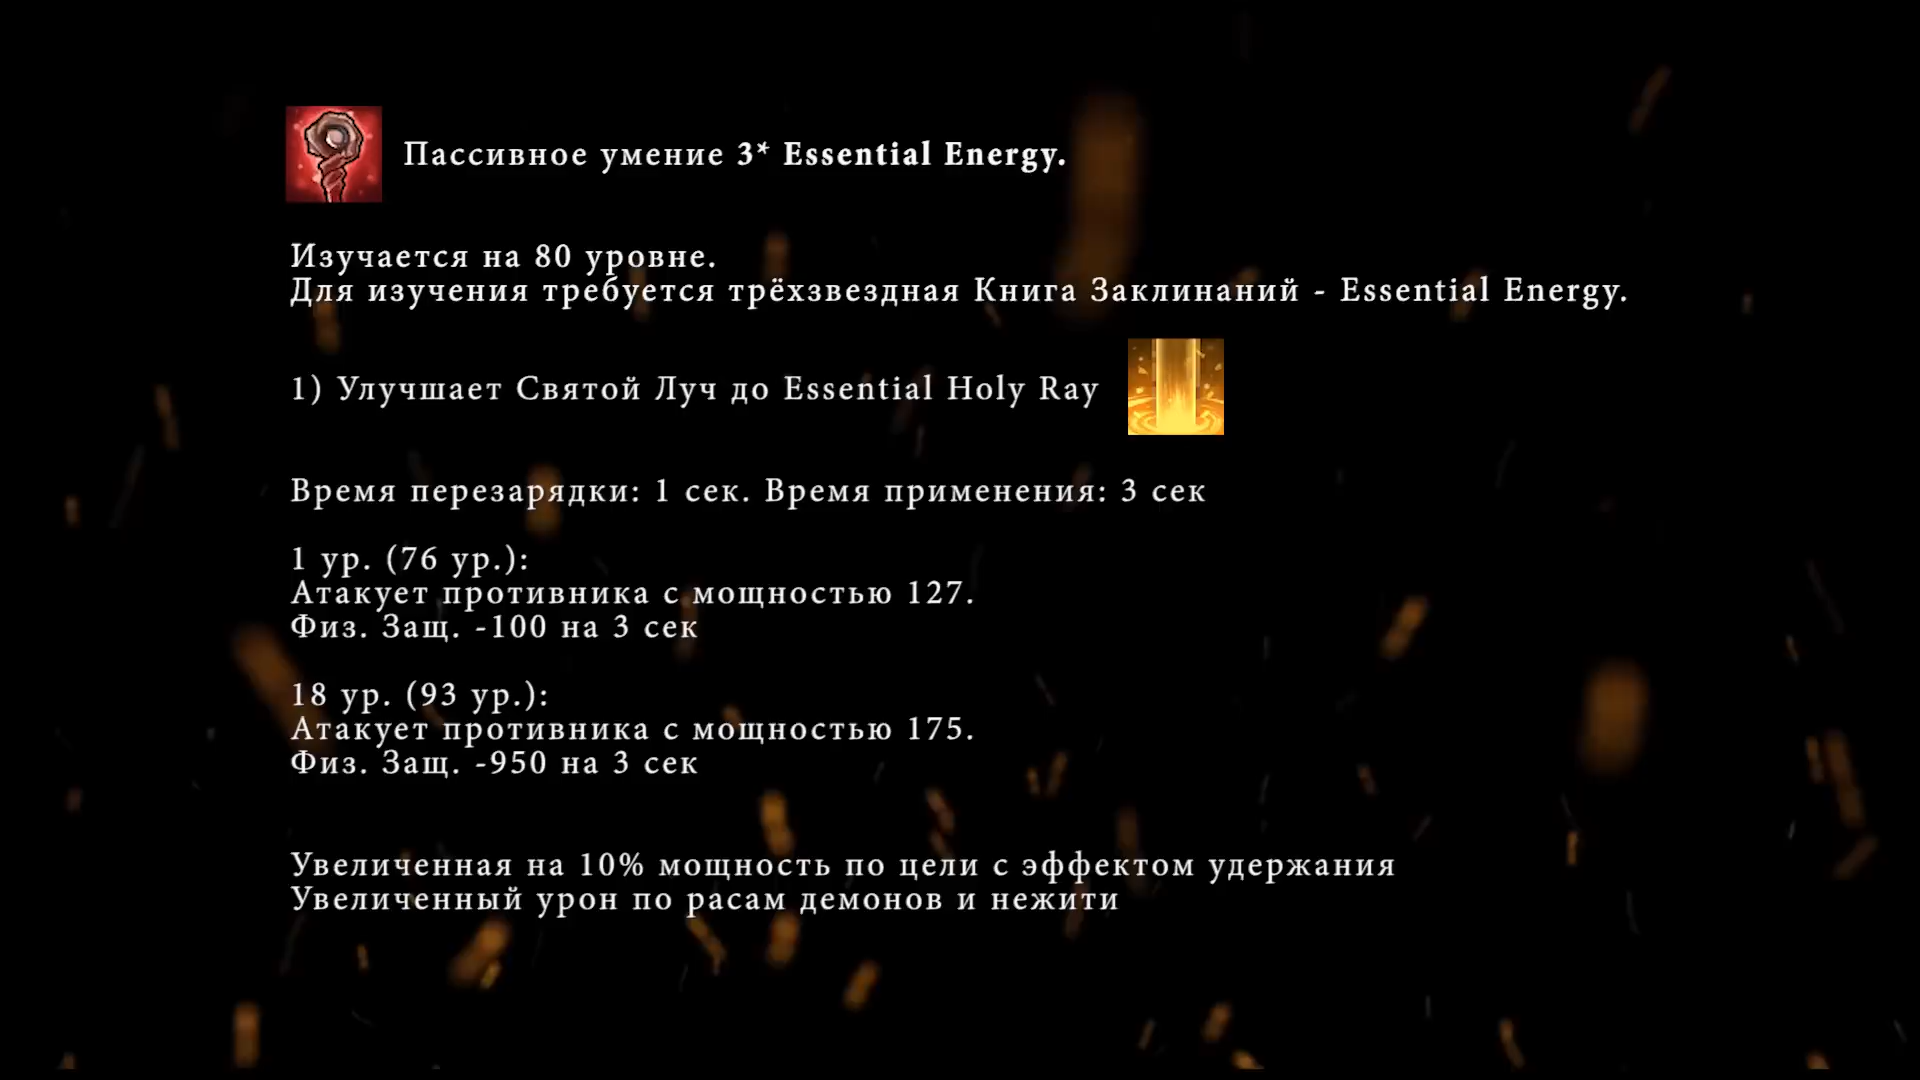 Пассивное умение 3* Essential Energy.
Изучается на 80 уровне.
Для изучения требуется трёхзвездная Книга Заклинаний - Essential Energy.
1) Улучшает Святой Луч до Essential Holy Ray
Время перезарядки: 1 сек. Время применения: 3 сек
1 ур. (76 ур.):
Атакует противника с мощностью 127.
Физ. Защ. -100 на 3 сек
18 ур. (93 ур.):
Атакует противника с мощностью 175.
Физ. Защ. -950 на 3 сек
Увеличенная на 10% мощность по цели с эффектом удержания
Увеличенный урон по расам демонов и нежити